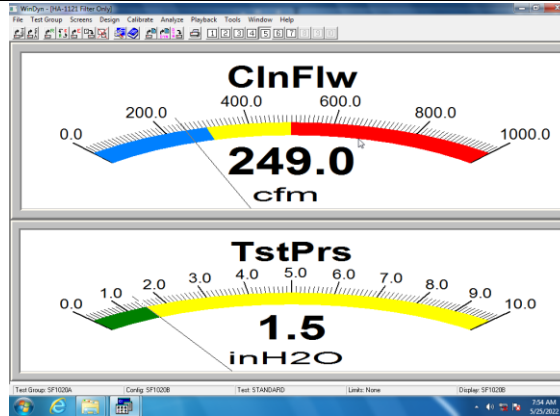 WinDyn - [HA-1121 Filter Only]
File Test Group Screens Design Calibrate Analyze Playback Tools Window Help
1 2 3 4 5 6 7
ClnFlw
0.0 200.0 400.0 600.0 800.0 1000.0
249.0
cfm
TstPrs
0.0 1.0 2.0 3.0 4.0 5.0 6.0 7.0 8.0 9.0 10.0
1.5
inH2O
Test Group: SF1020A Config: SF1020B Test: STANDARD Limits: None Display: SF1020B
7:54 AM